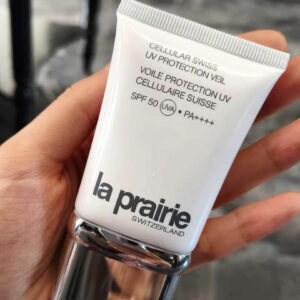 CELLULAR SWISS
UV PROTECTION VEIL
VOILE PROTECTION UV
CELLULAIRE SUISSE
SPF 50 UVA • PA++++
la prairie
SWITZERLAND